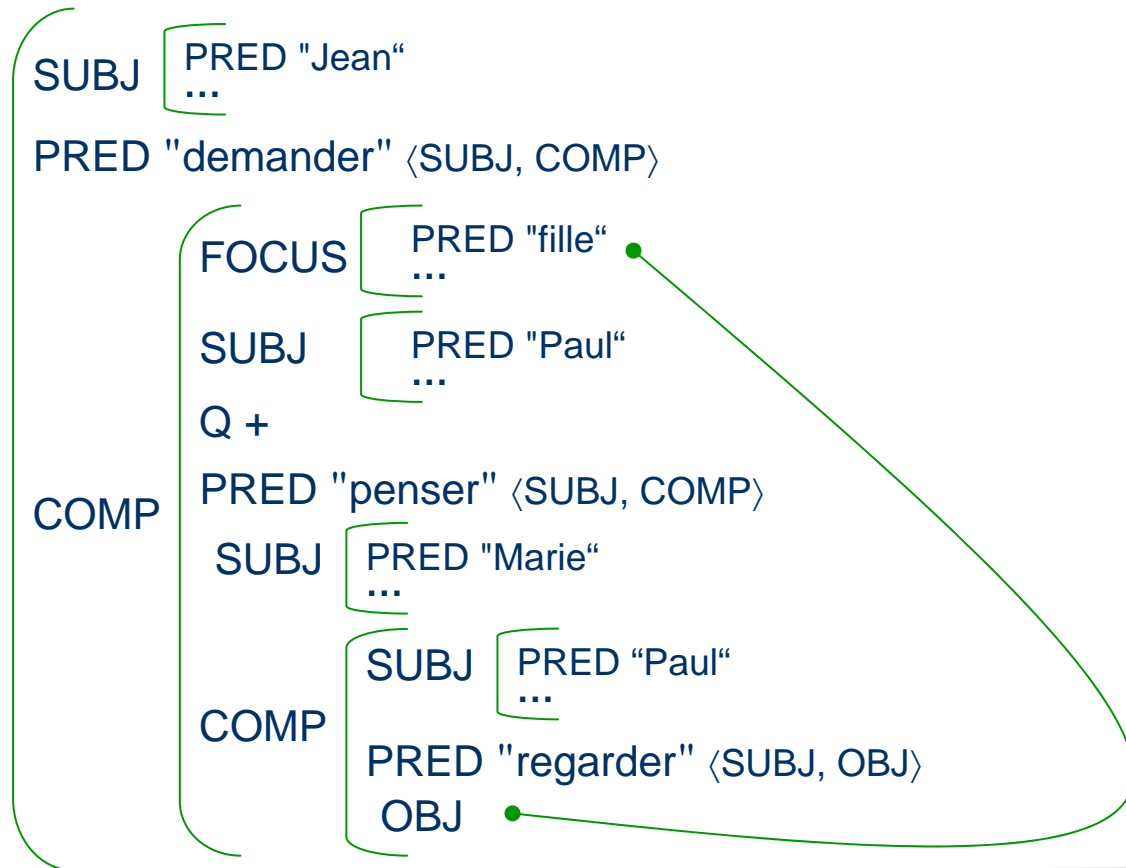 SUBJ PRED "Jean“
...
PRED "demander" ⟨SUBJ, COMP⟩
FOCUS PRED "fille“
...
SUBJ PRED "Paul“
...
Q +
COMP PRED "penser" ⟨SUBJ, COMP⟩
SUBJ PRED "Marie“
...
SUBJ PRED “Paul“
...
COMP
PRED "regarder" ⟨SUBJ, OBJ⟩
OBJ